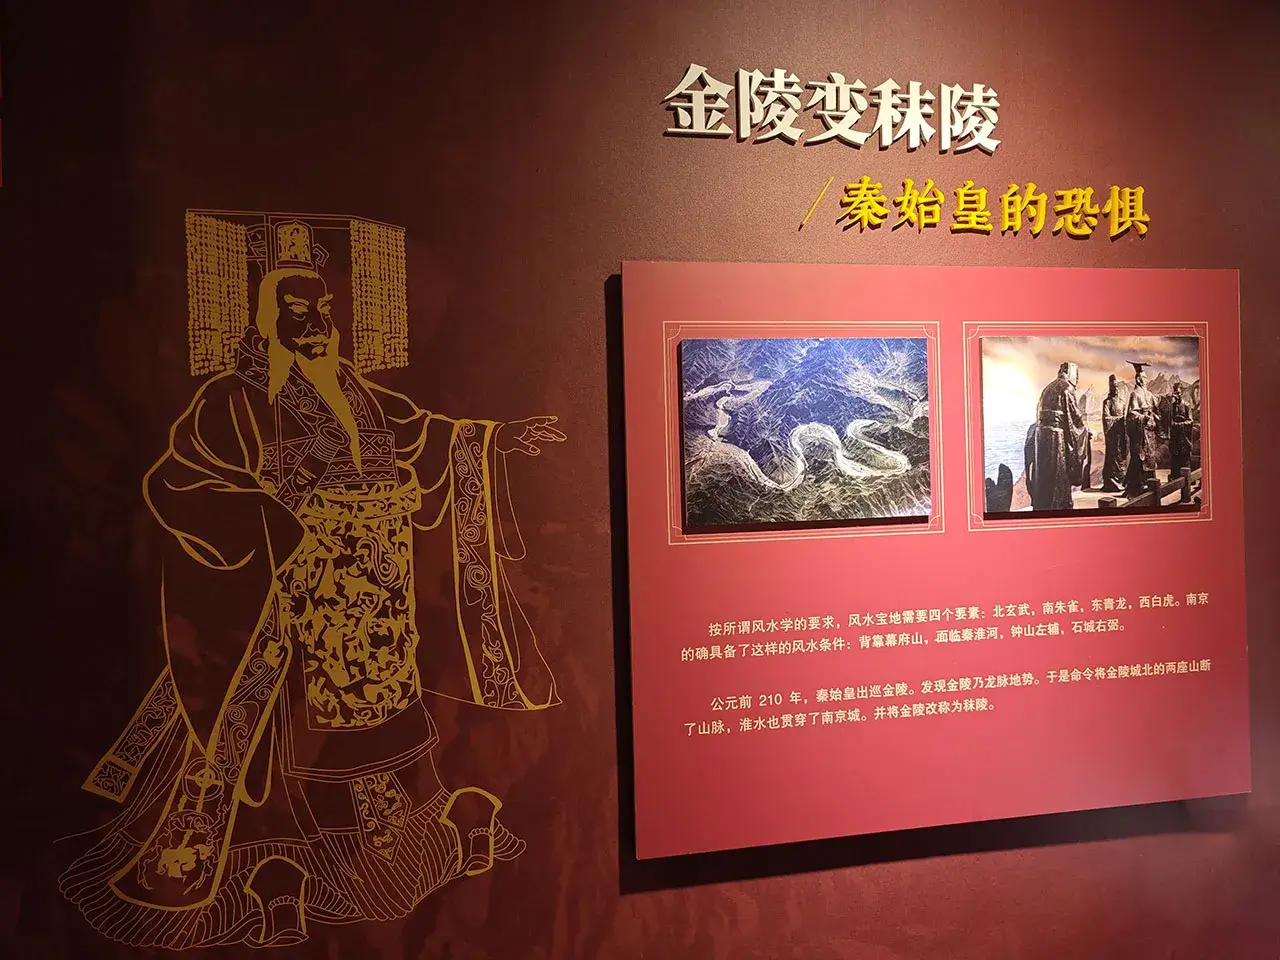 金陵变秣陵
/秦始皇的恐惧
按所谓风水学的要求，风水宝地需要四个要素：北玄武，南朱雀，东青龙，西白虎。南京
的确具备了这样的风水条件：背靠幕府山，面临秦淮河，钟山左辅，石城右弼。
公元前 210 年，秦始皇出巡金陵。发现金陵乃龙脉地势。于是命令将金陵城北的两座山断
了山脉，淮水也贯穿了南京城。并将金陵改称为秣陵。